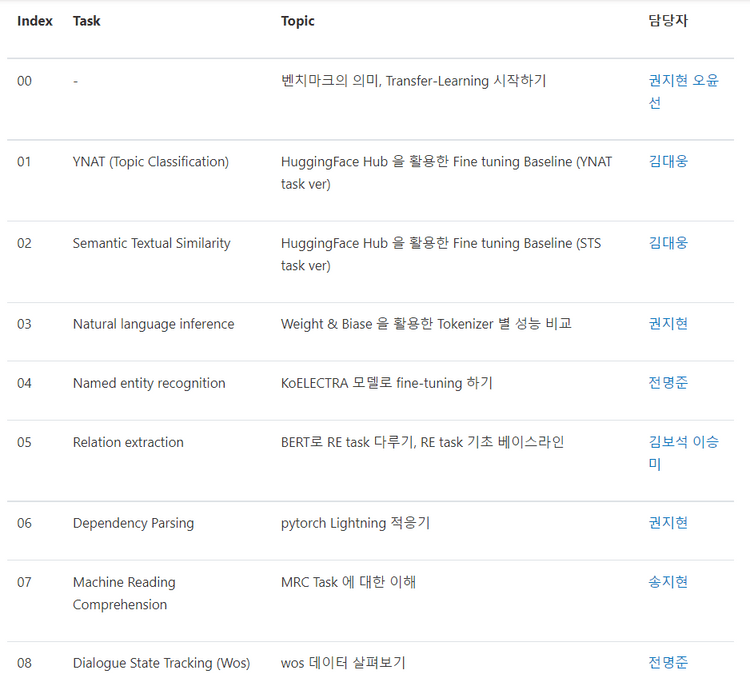 Index Task Topic 담당자
00 - 벤치마크의 의미, Transfer-Learning 시작하기 권지현 오윤
선
01 YNAT (Topic Classification) HuggingFace Hub 을 활용한 Fine tuning Baseline (YNAT 김대웅
task ver)
02 Semantic Textual Similarity HuggingFace Hub 을 활용한 Fine tuning Baseline (STS 김대웅
task ver)
03 Natural language inference Weight & Biase 을 활용한 Tokenizer 별 성능 비교 권지현
04 Named entity recognition KoELECTRA 모델로 fine-tuning 하기 전명준
05 Relation extraction BERT로 RE task 다루기, RE task 기초 베이스라인 김보석 이승
미
06 Dependency Parsing pytorch Lightning 적응기 권지현
07 Machine Reading MRC Task 에 대한 이해 송지현
Comprehension
08 Dialogue State Tracking (Wos) wos 데이터 살펴보기 전명준